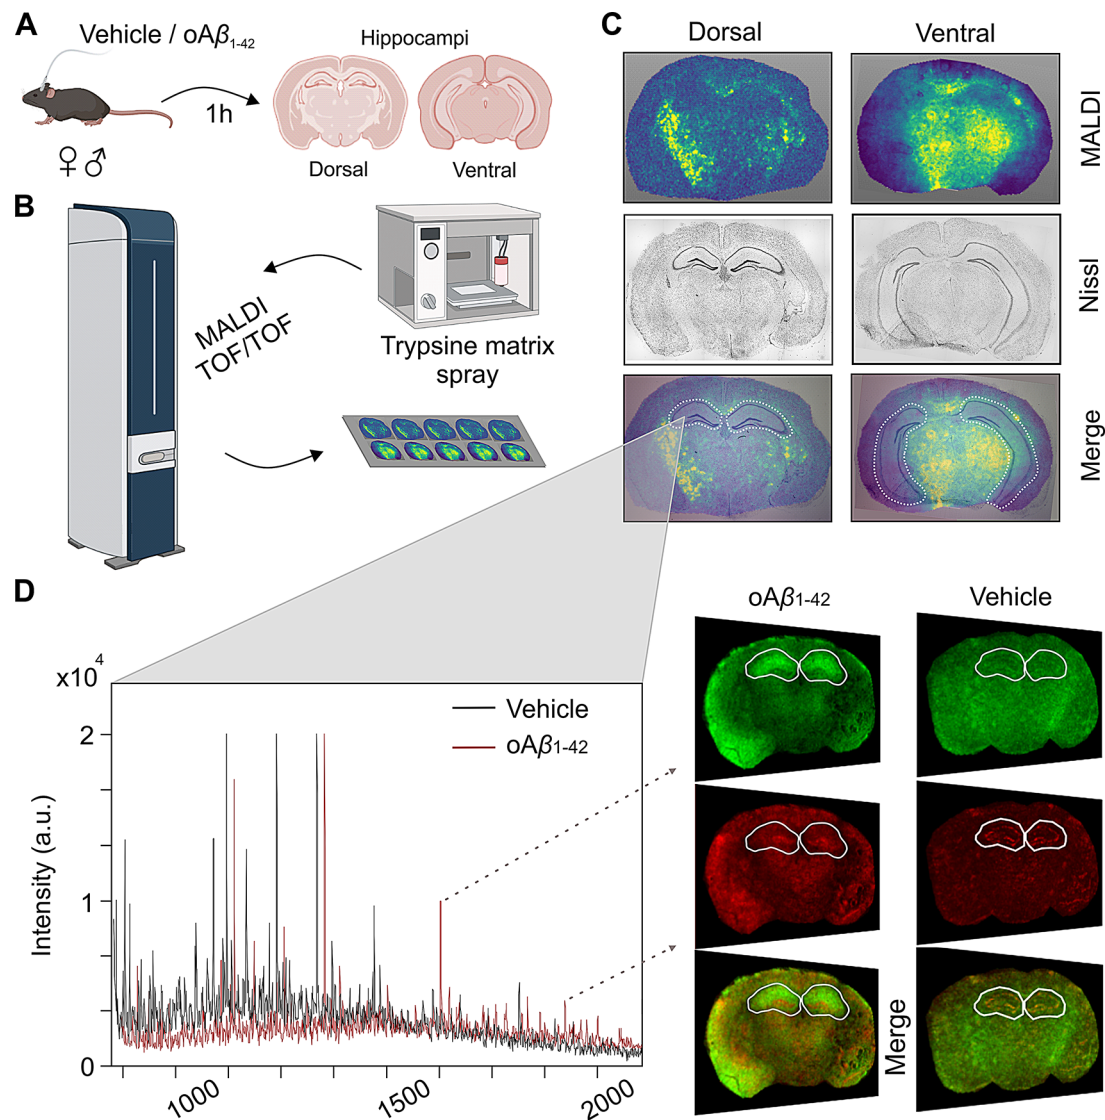 A
Vehicle / oAβ1-42
1h
♀♂
Hippocampi
Dorsal
Ventral
B
MALDI
TOF/TOF
Trypsine matrix
spray
C
Dorsal
Ventral
MALDI
Nissl
Merge
D
x10⁴
Intensity (a.u.)
2
1
0
1000
1500
2000
Vehicle
oAβ1-42
oAβ1-42
Vehicle
Merge